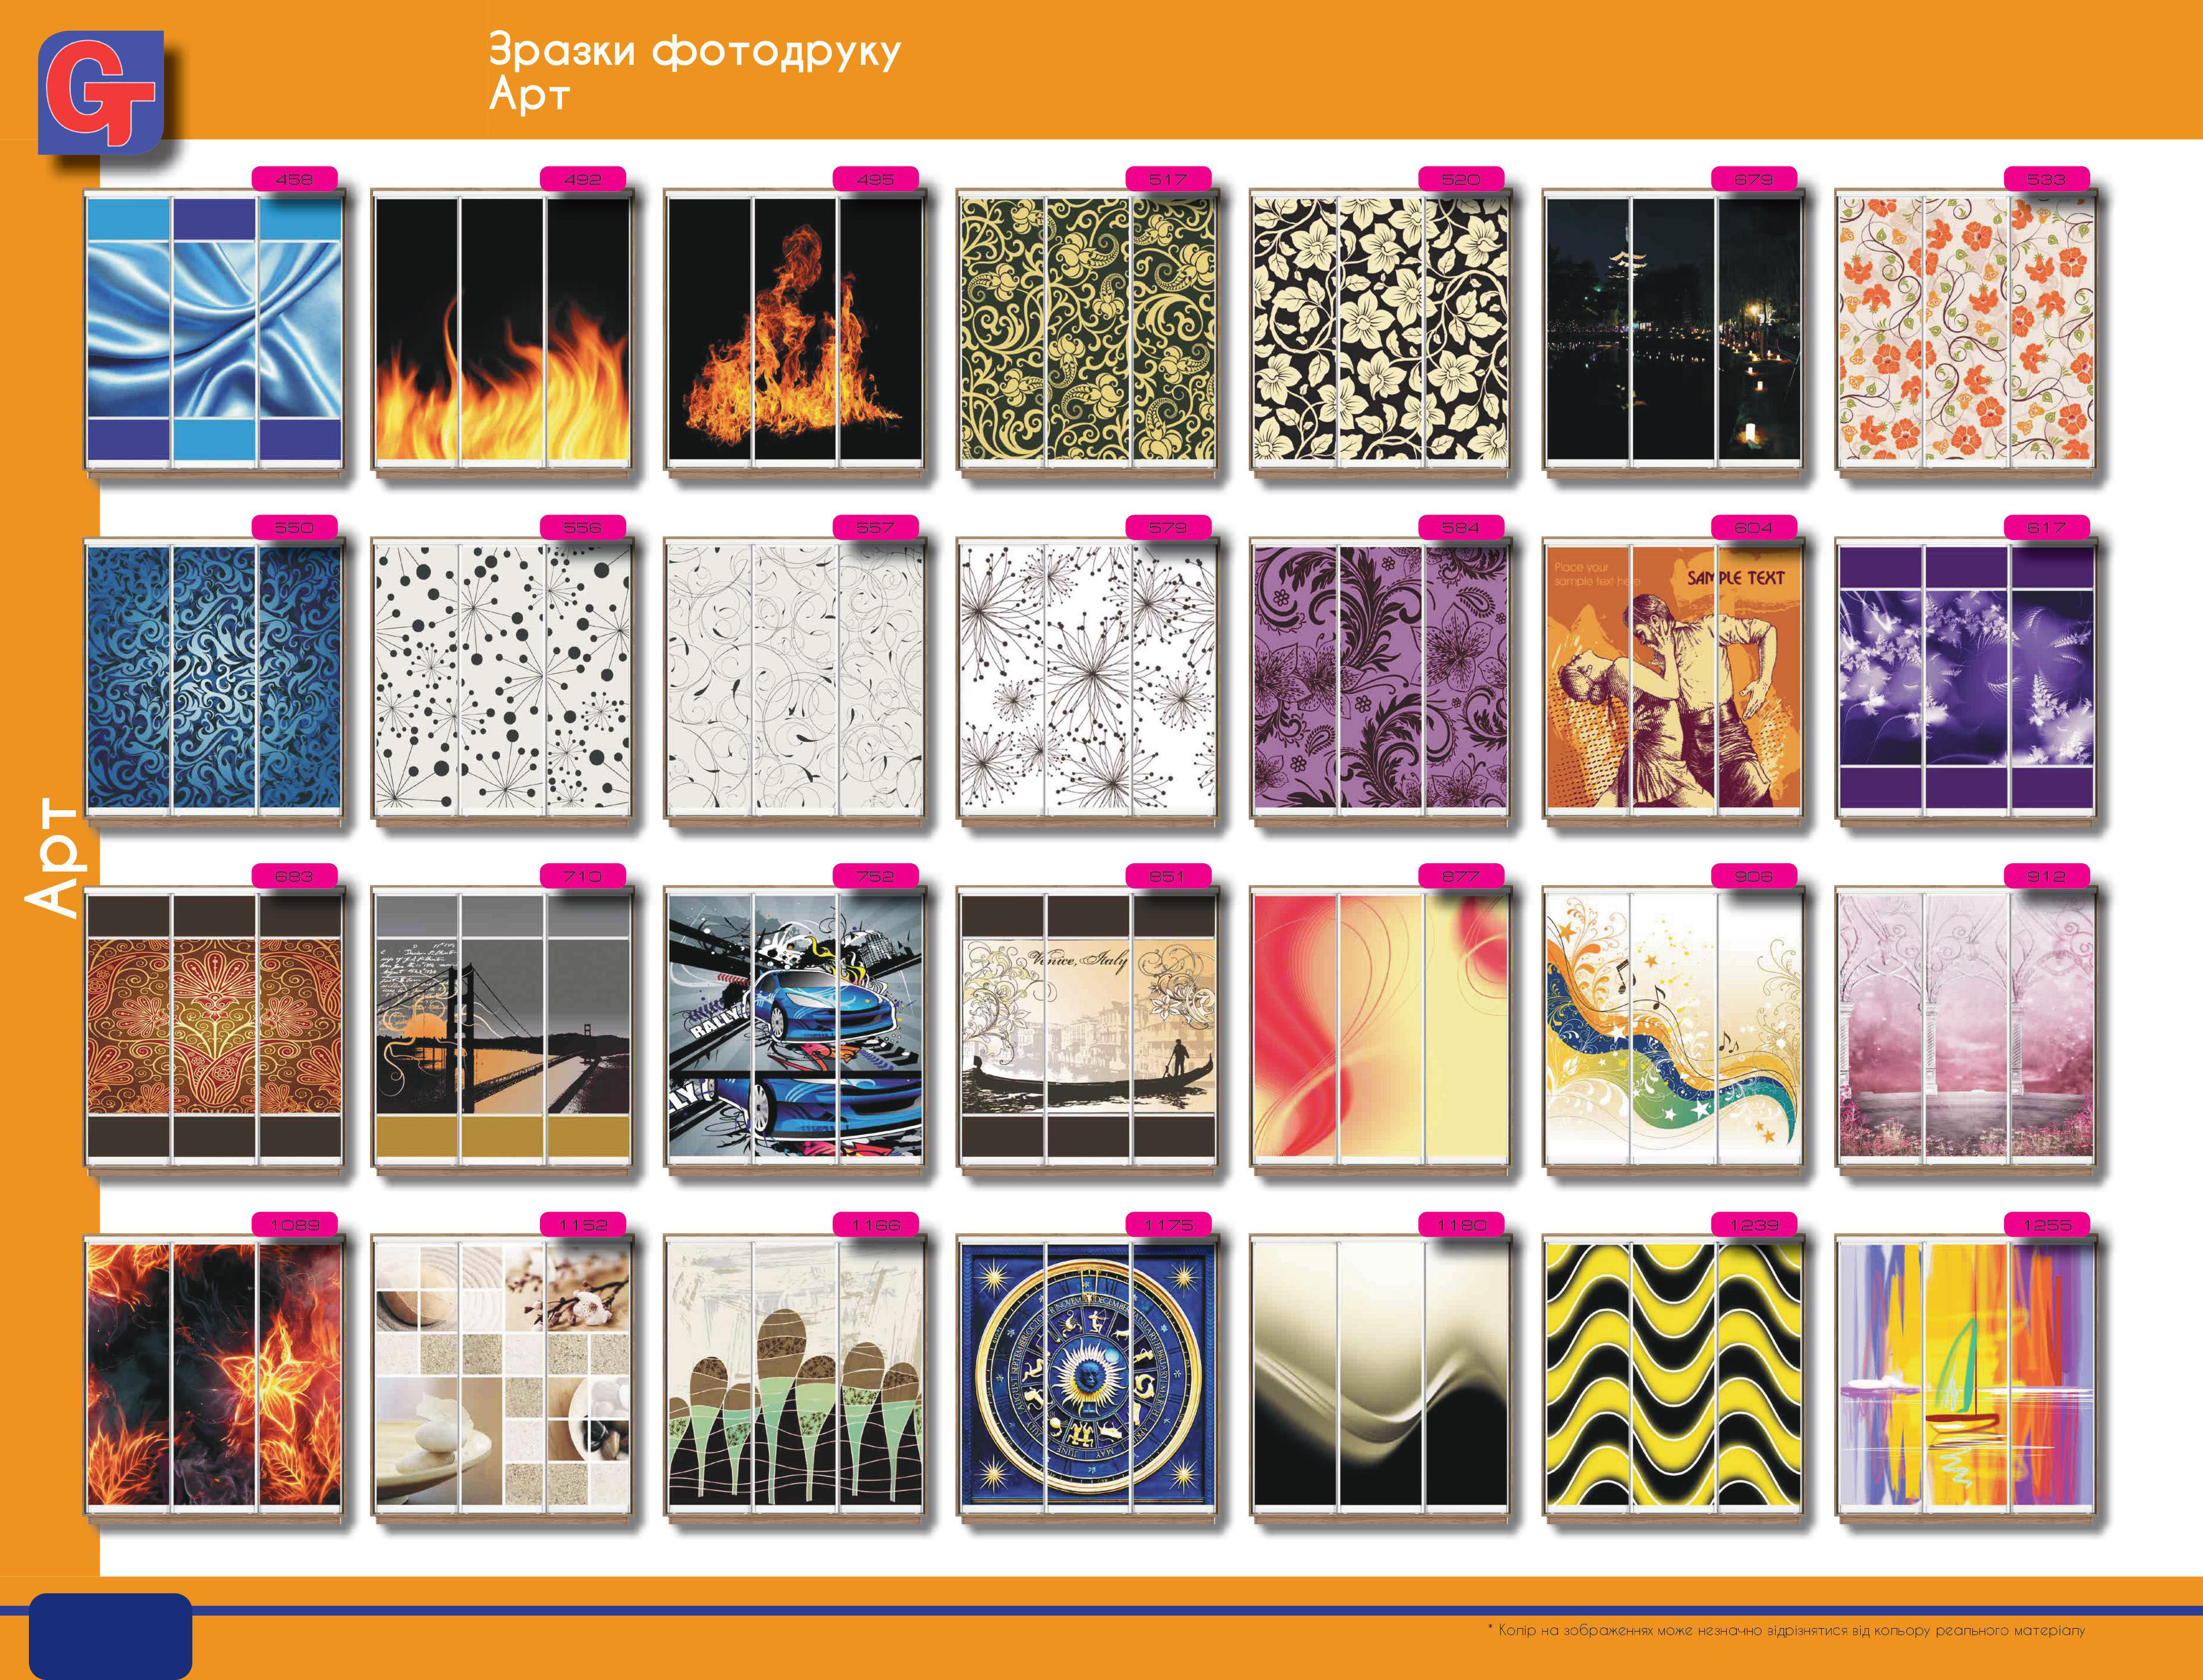 GT
Зразки фотодруку
Арт
458 492 495 517 520 679 533
550 556 557 579 584 604 617
Place your
sample text here
SAMPLE TEXT
Арт
683 710 752 851 877 906 912
Venice, Italy
RALLY
1089 1152 1166 1175 1180 1239 1255
* Колір на зображеннях може незначно відрізнятися від кольору реального матеріалу